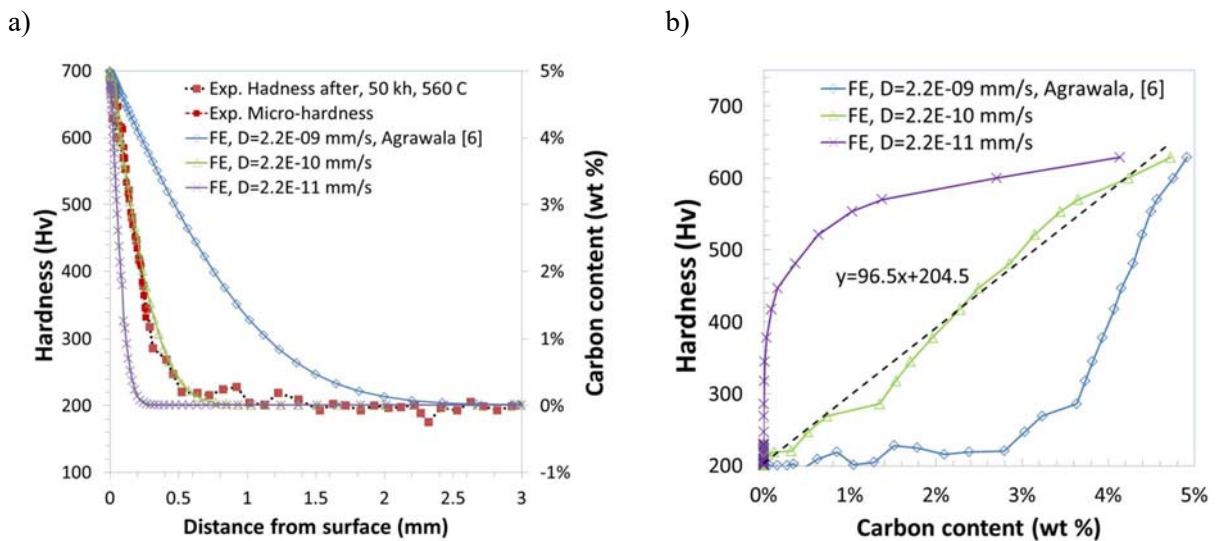 a)
700
600
500
400
300
200
100
Hardness (Hv)
Exp. Hadness after, 50 kh, 560 C
Exp. Micro-hardness
FE, D=2.2E-09 mm/s, Agrawala [6]
FE, D=2.2E-10 mm/s
FE, D=2.2E-11 mm/s
5%
4%
3%
2%
1%
0%
-1%
Carbon content (wt %)
0 0.5 1 1.5 2 2.5 3
Distance from surface (mm)
b)
700
600
500
400
300
200
Hardness (Hv)
FE, D=2.2E-09 mm/s, Agrawala, [6]
FE, D=2.2E-10 mm/s
FE, D=2.2E-11 mm/s
y=96.5x+204.5
0% 1% 2% 3% 4% 5%
Carbon content (wt %)